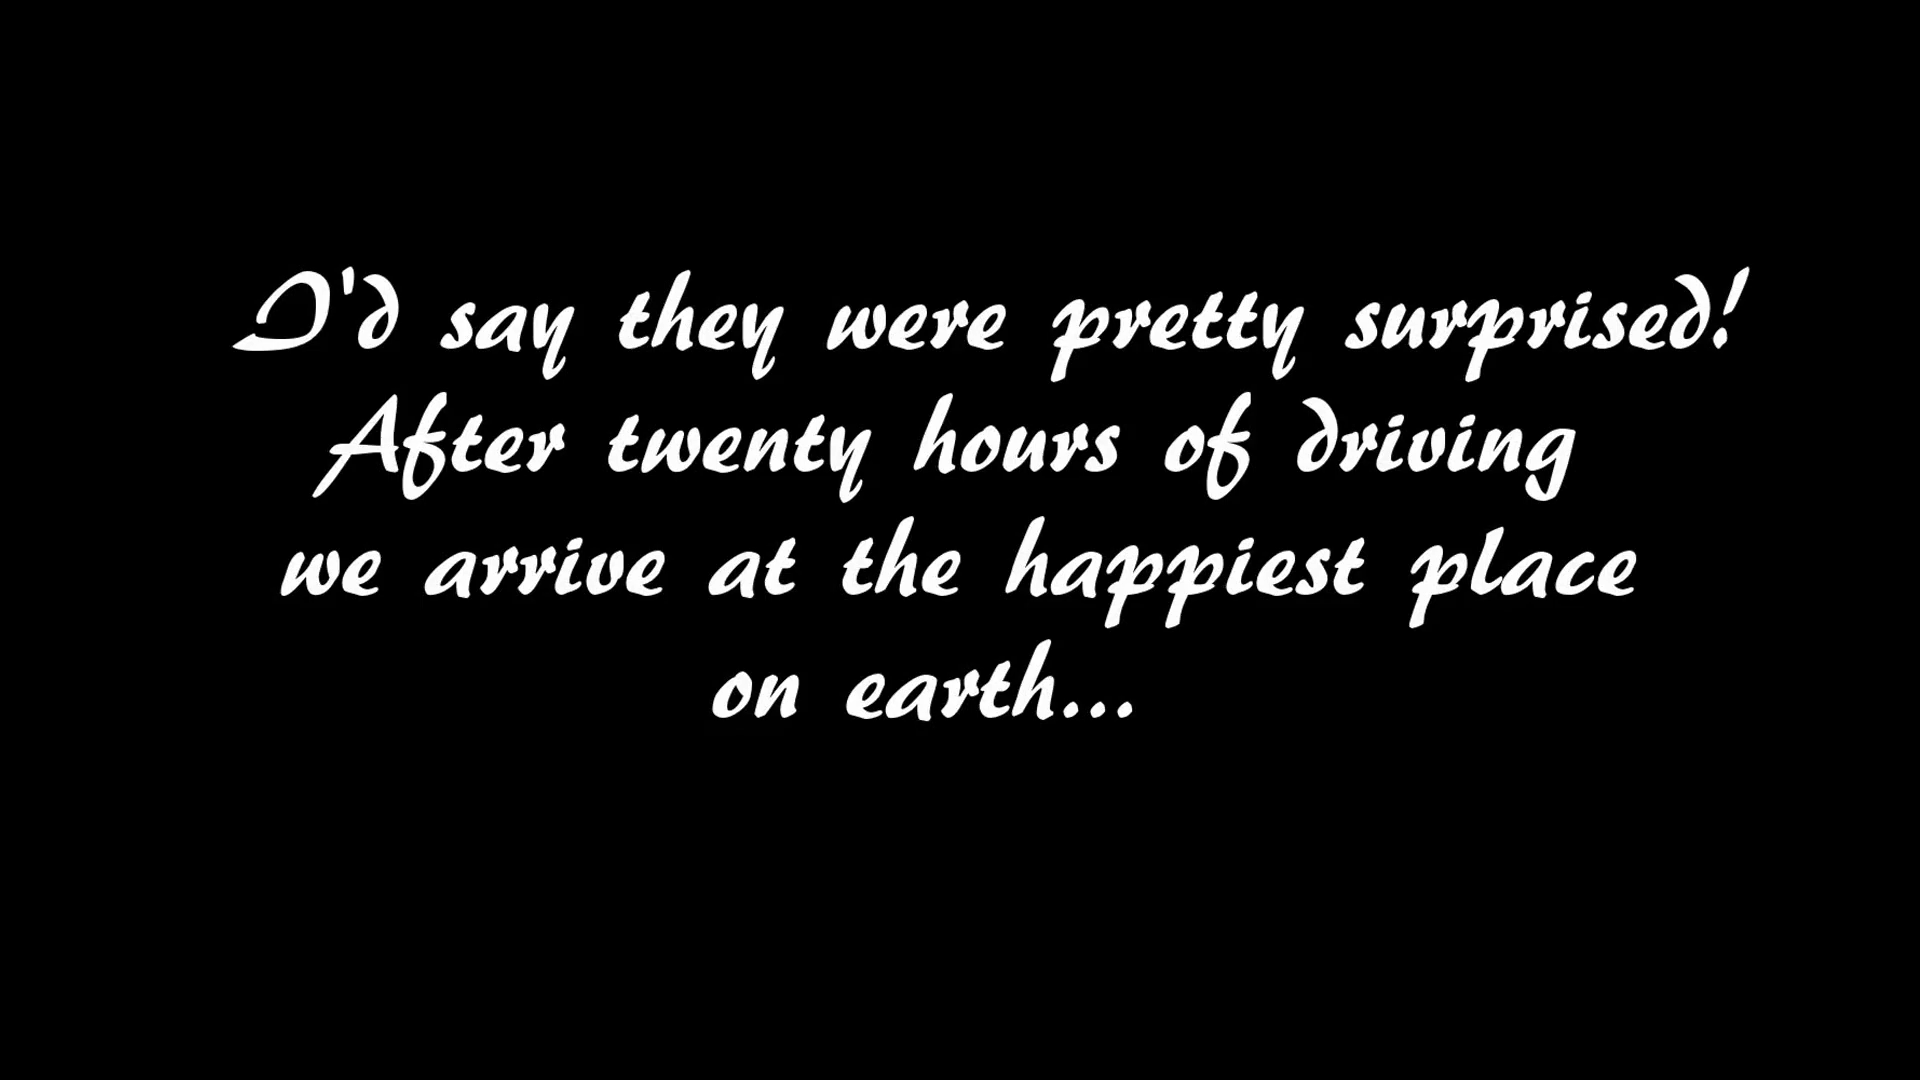 I'd say they were pretty surprised!
After twenty hours of driving
we arrive at the happiest place
on earth...